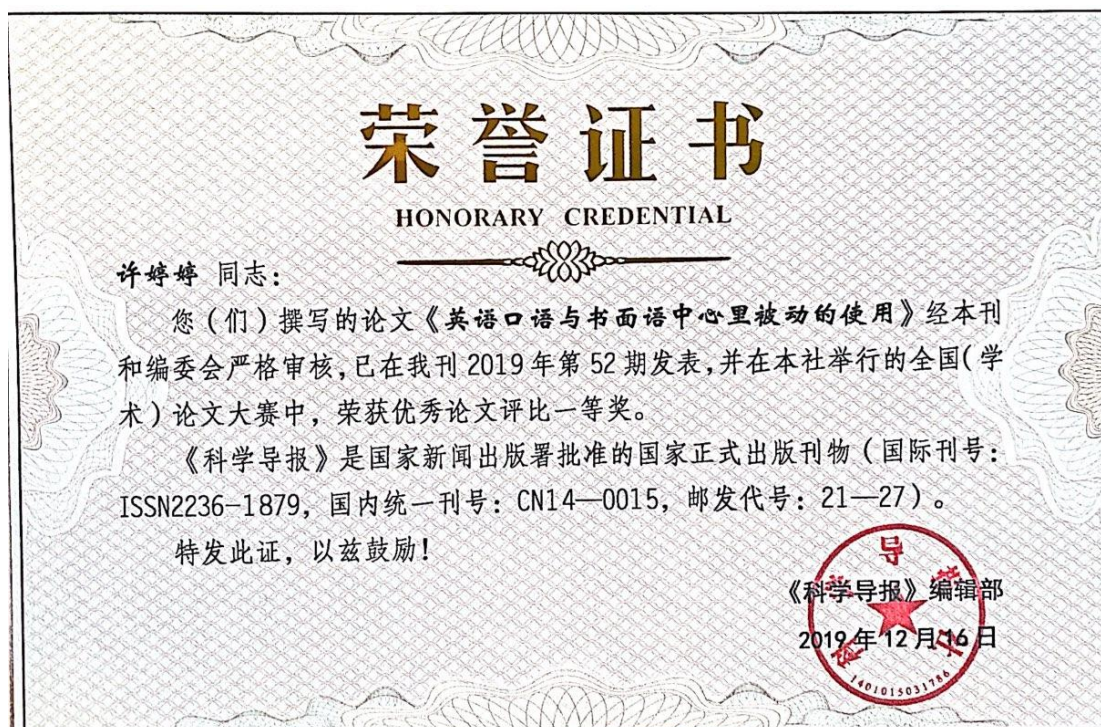 荣誉证书
HONORARY CREDENTIAL
许婷婷 同志：
您（们）撰写的论文《英语口语与书面语中心里被动的使用》经本刊
和编委会严格审核，已在我刊2019年第52期发表，并在本社举行的全国（学
术）论文大赛中，荣获优秀论文评比一等奖。
《科学导报》是国家新闻出版署批准的国家正式出版刊物（国际刊号：
ISSN2236-1879，国内统一刊号：CN14—0015，邮发代号：21—27）。
特发此证，以兹鼓励！
《科学导报》编辑部
2019年12月16日
科学导报社
1401015031786